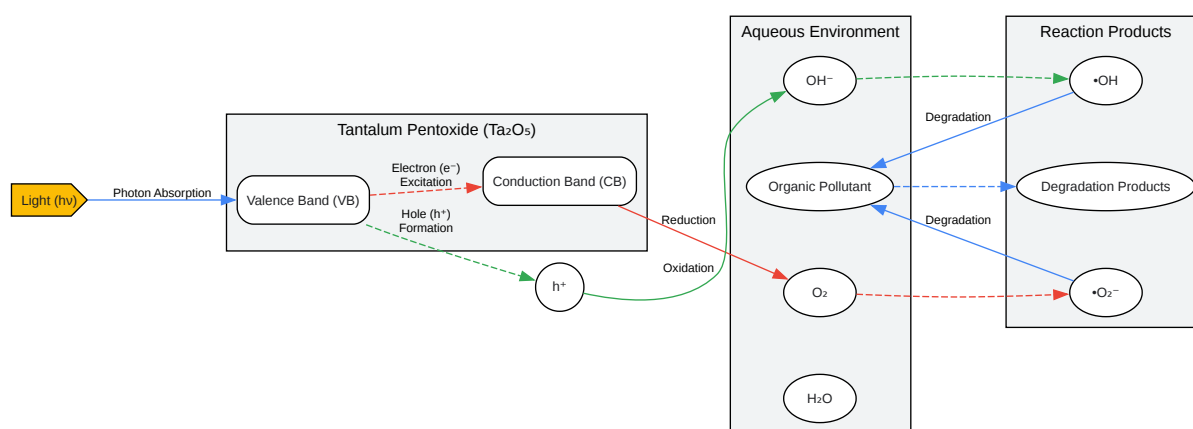 Light (hν)
Photon Absorption
Tantalum Pentoxide (Ta₂O₅)
Valence Band (VB)
Electron (e⁻)
Excitation
Hole (h⁺)
Formation
Conduction Band (CB)
h⁺
Reduction
Oxidation
Aqueous Environment
OH⁻
Organic Pollutant
O₂
H₂O
Degradation
Degradation
Reaction Products
•OH
Degradation Products
•O₂⁻